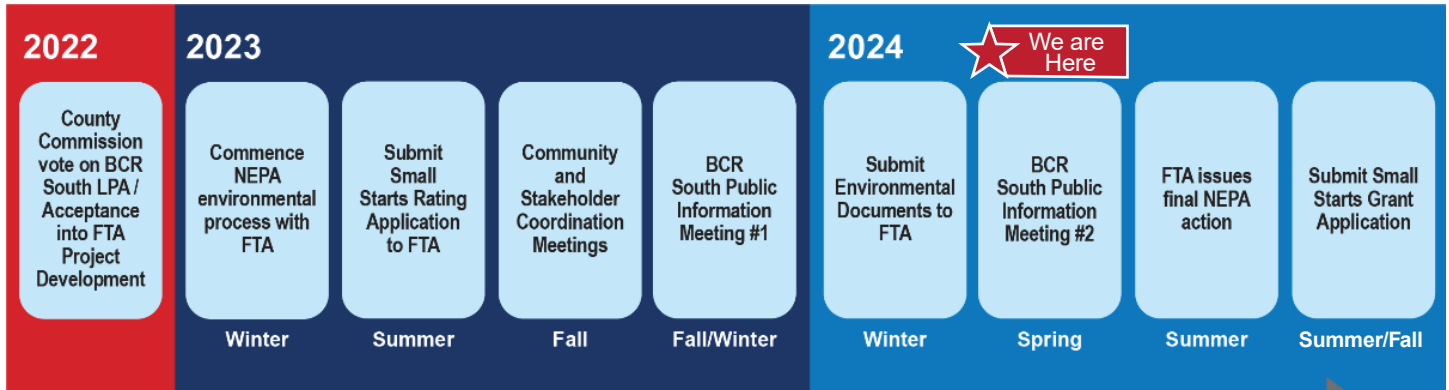 2022
County
Commission
vote on BCR
South LPA /
Acceptance
into FTA
Project
Development
2023
Commence
NEPA
environmental
process with
FTA
Winter
Submit
Small
Starts Rating
Application
to FTA
Summer
Community
and
Stakeholder
Coordination
Meetings
Fall
BCR
South Public
Information
Meeting #1
Fall/Winter
2024
We are
Here
Submit
Environmental
Documents to
FTA
Winter
BCR
South Public
Information
Meeting #2
Spring
FTA issues
final NEPA
action
Summer
Submit Small
Starts Grant
Application
Summer/Fall